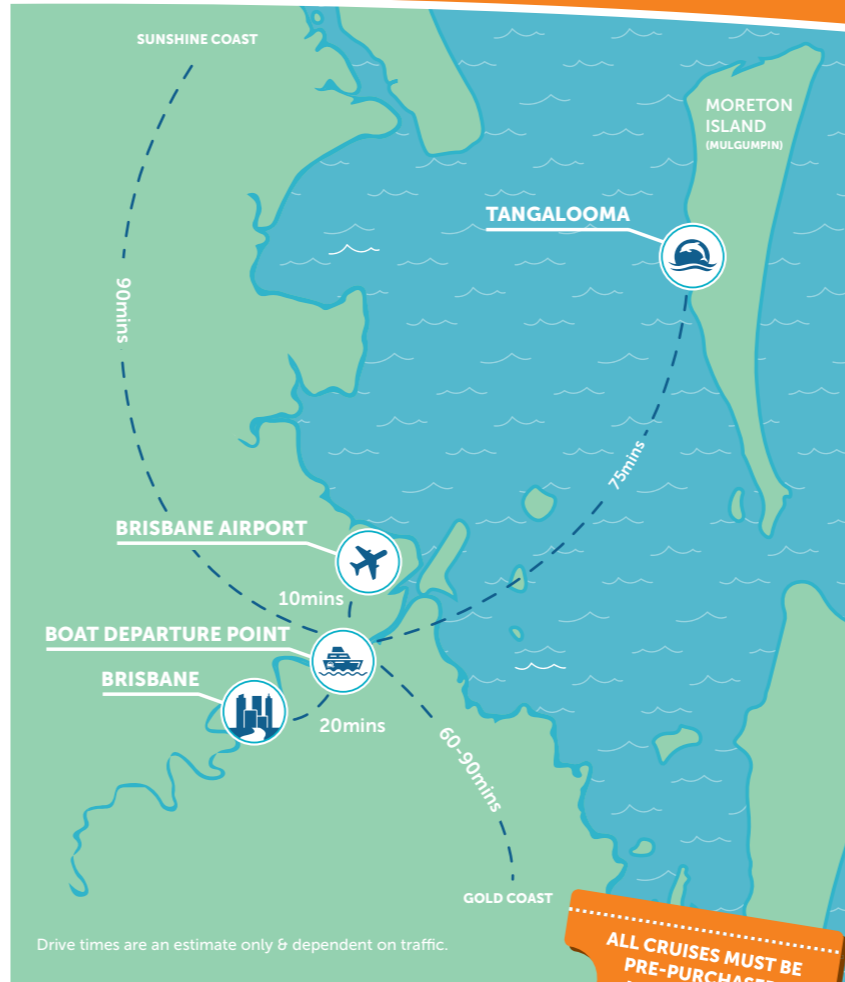 SUNSHINE COAST
MORETON
ISLAND
(MULGUMPIN)
TANGALOOMA
90mins
75mins
BRISBANE AIRPORT
10mins
BOAT DEPARTURE POINT
BRISBANE
20mins
60-90mins
GOLD COAST
Drive times are an estimate only & dependent on traffic.
ALL CRUISES MUST BE